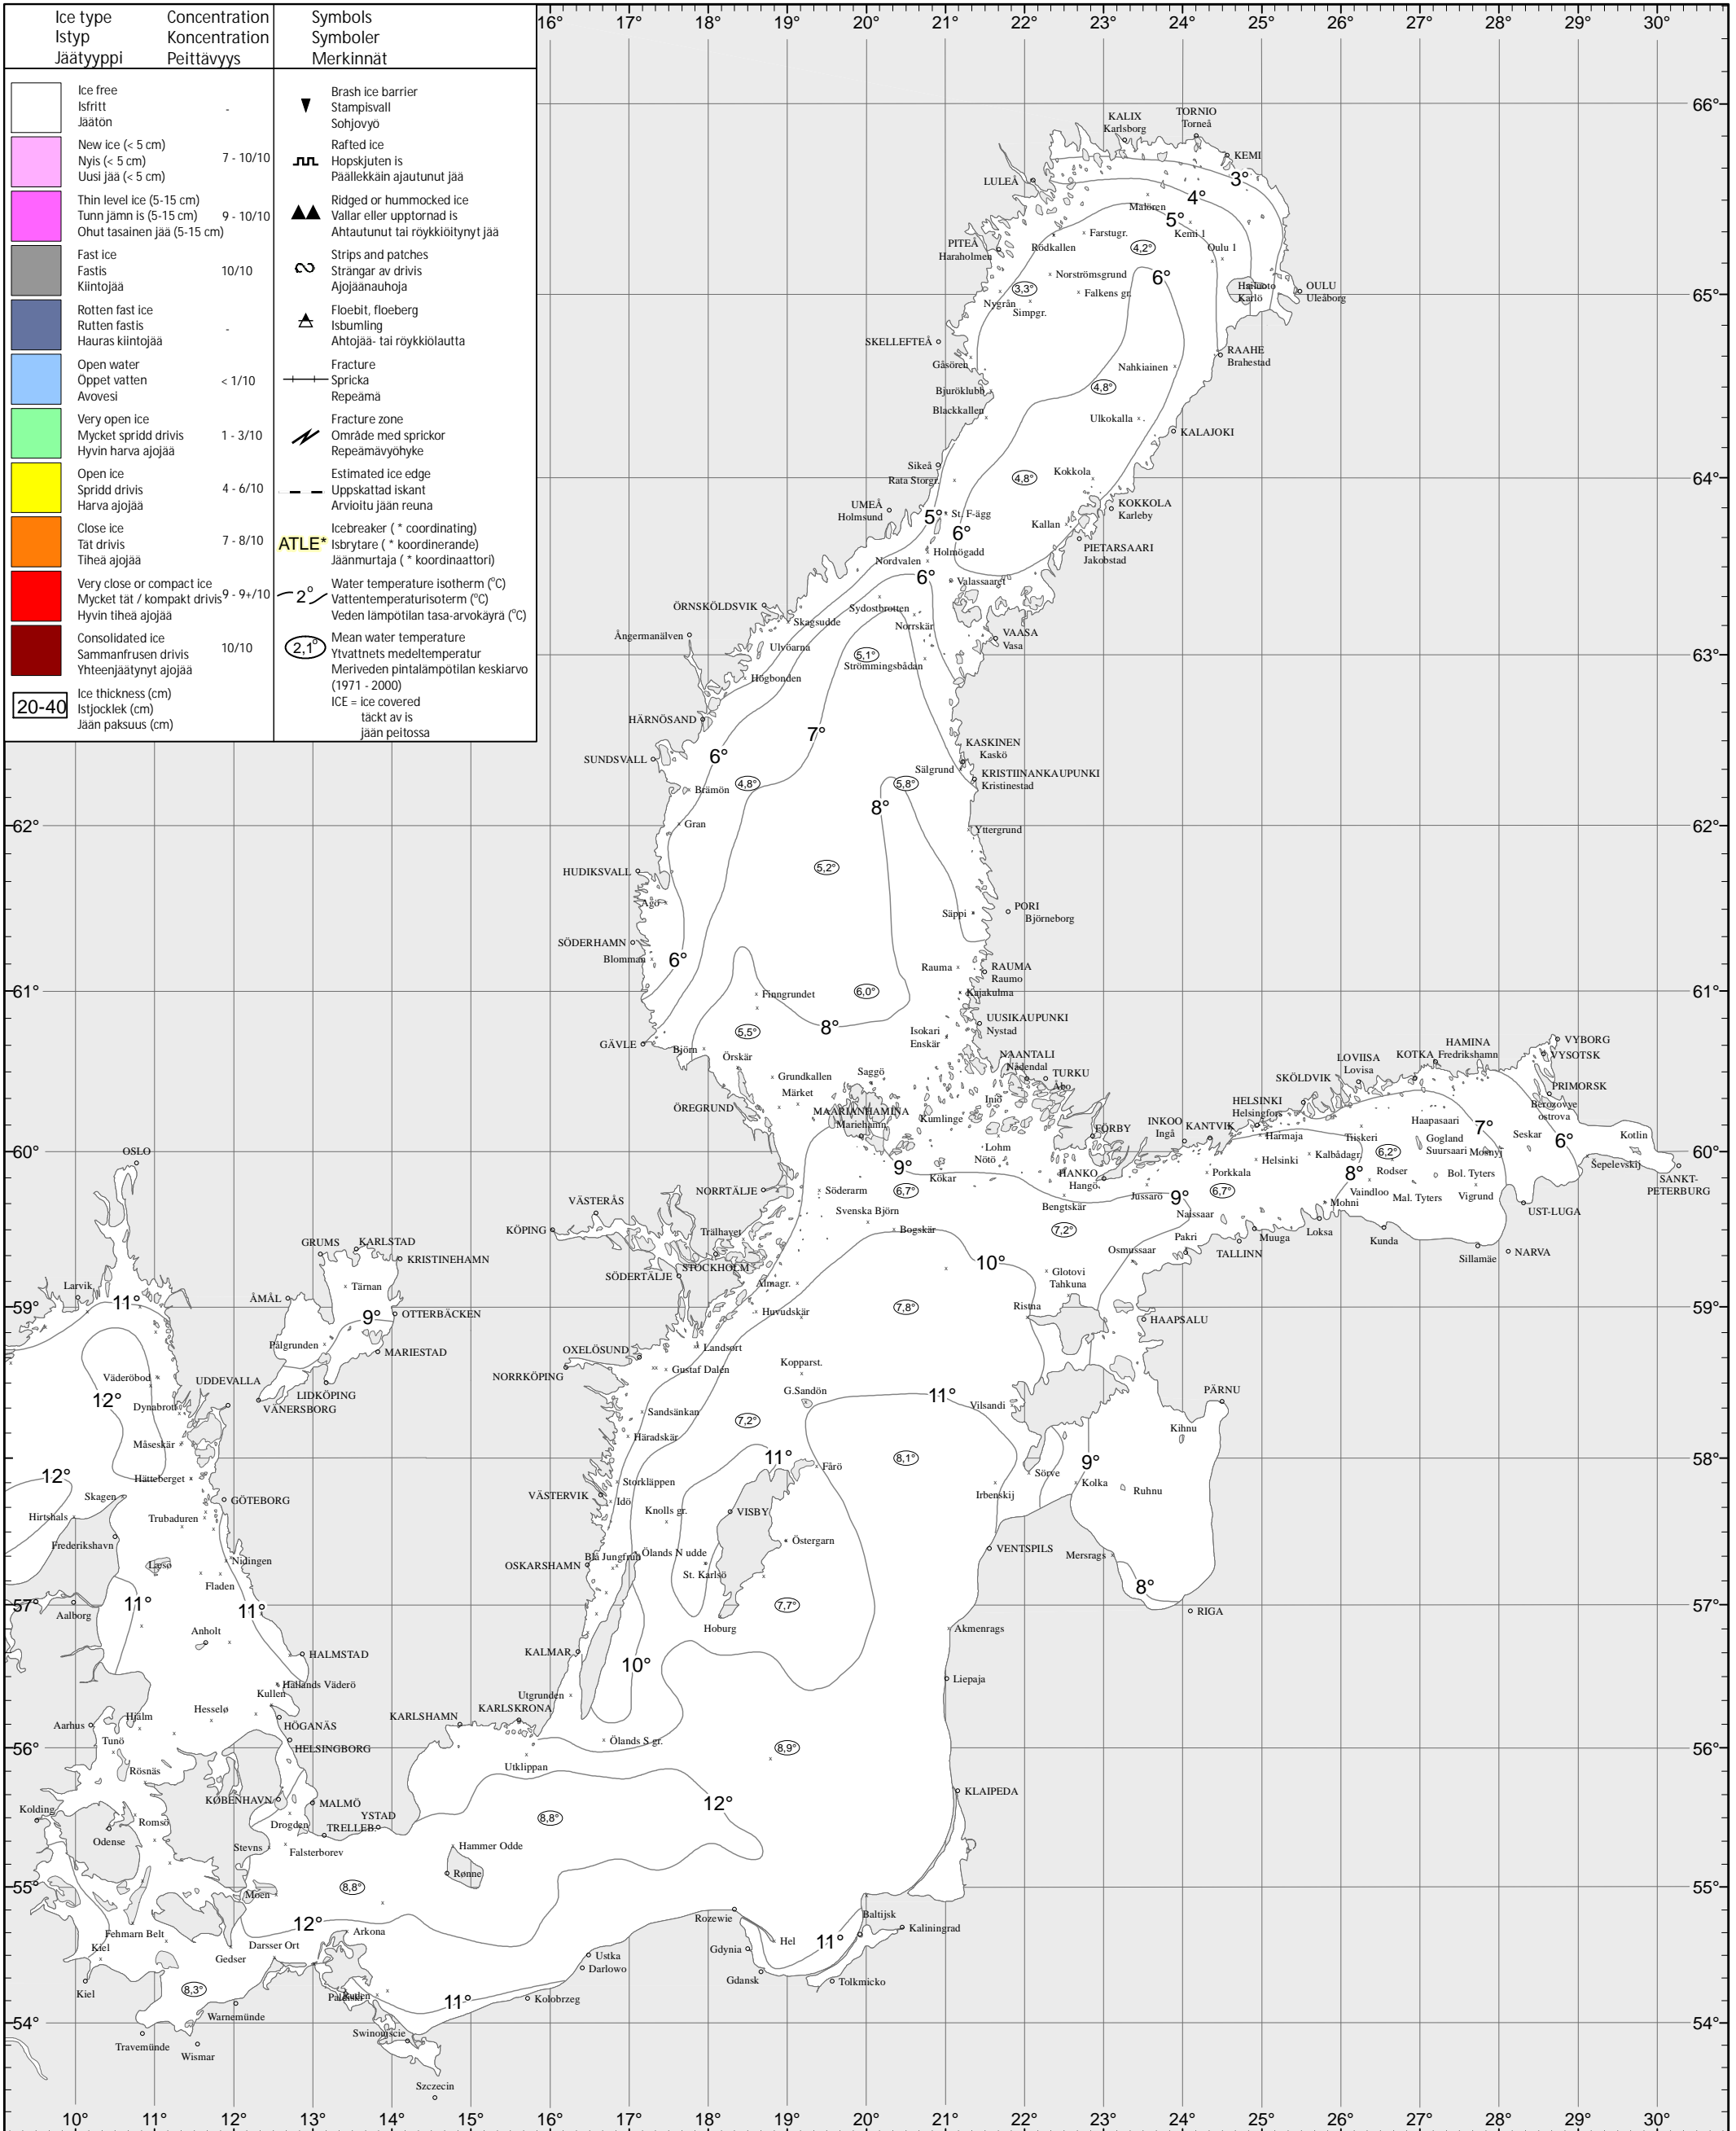 Ice type Concentration Symbols
Istyp Koncentration Symboler
Jäätyyppi Peittävyys Merkinnät
Ice free
Isfritt -
Jäätön
New ice (< 5 cm)
Nyis (< 5 cm) 7 - 10/10
Uusi jää (< 5 cm)
Thin level ice (5-15 cm)
Tunn jämn is (5-15 cm) 9 - 10/10
Ohut tasainen jää (5-15 cm)
Fast ice
Fastis 10/10
Kiintojää
Rotten fast ice
Rutten fastis -
Hauras kiintojää
Open water
Öppet vatten < 1/10
Avovesi
Very open ice
Mycket spridd drivis 1 - 3/10
Hyvin harva ajojää
Open ice
Spridd drivis 4 - 6/10
Harva ajojää
Close ice
Tät drivis 7 - 8/10
Tiheä ajojää
Very close or compact ice
Mycket tät / kompakt drivis 9 - 9+/10
Hyvin tiheä ajojää
Consolidated ice
Sammanfrusen drivis 10/10
Yhteenjäätynyt ajojää
20-40
Ice thickness (cm)
Istjocklek (cm)
Jään paksuus (cm)
Brash ice barrier
Stampisvall
Sohjovyö
Rafted ice
Hopskjuten is
Päällekkäin ajautunut jää
Ridged or hummocked ice
Vallar eller upptornad is
Ahtautunut tai röykkiöitynyt jää
Strips and patches
Strängar av drivis
Ajojäänauhoja
Floebit, floeberg
Isbumling
Ahtojää- tai röykkiölautta
Fracture
Spricka
Repeämä
Fracture zone
Område med sprickor
Repeämävyöhyke
Estimated ice edge
Uppskattad iskant
Arvioitu jään reuna
ATLE*
Icebreaker ( * coordinating)
Isbrytare ( * koordinerande)
Jäänmurtaja ( * koordinaattori)
2°
Water temperature isotherm (°C)
Vattentemperaturisoterm (°C)
Veden lämpötilan tasa-arvokäyrä (°C)
2,1°
Mean water temperature
Ytvattnets medeltemperatur
Meriveden pintalämpötilan keskiarvo
(1971 - 2000)
ICE = ice covered
täckt av is
jään peitossa
16° 17° 18° 19° 20° 21° 22° 23° 24° 25° 26° 27° 28° 29° 30°
66° 65° 64° 63° 62° 61° 60° 59° 58° 57° 56° 55° 54°
KALIX
Karlsborg
TORNIO
Torneå
KEMI
LULEÅ
3°
4°
Malören
5°
Kemi 1
Farstugr.
Rödkallen
4,2°
Oulu 1
PITEÅ
Haraholmen
Norströmsgrund
6°
3,3°
Falkens gr.
Nygrån
Simpgr.
Karlö
OULU
Uleåborg
SKELLEFTEÅ
Gåsören
RAAHE
Brahestad
Nahkiainen
Bjuröklubb
4,8°
Blackkallen
Ulkokalla
KALAJOKI
Sikeå
Rata Storgr.
4,8°
Kokkola
UMEÅ
Holmsund
5°
St. F-ägg
KOKKOLA
Karleby
Kallan
6°
Holmögadd
PIETARSAARI
Jakobstad
Nordvalen
6°
Valassaaret
ÖRNSKÖLDSVIK
Sydostbrotten
Skagsudde
Norrskär
VAASA
Vasa
Ångermanälven
Ulvöarna
5,1°
Strömmingsbådan
Högbonden
HÄRNÖSAND
7°
6°
SUNDSVALL
KASKINEN
Kaskö
Sälgrund
KRISTIINANKAUPUNKI
Kristinestad
Brämön
4,8°
5,8°
8°
Gran
Yttergrund
HUDIKSVALL
5,2°
Agö
Säppi
PORI
Björneborg
SÖDERHAMN
Blomman
6°
Rauma
RAUMA
Raumo
Finngrundet
6,0°
Kajakulma
8°
5,5°
UUSIKAUPUNKI
Nystad
Isokari
Enskär
GÄVLE
Björn
Örskär
NAANTALI
Nådendal
TURKU
Åbo
Grundkallen
Saggö
Märket
Iniö
ÖREGRUND
MAARIANHAMINA
Mariehamn
Kumlinge
Lohm
Nötö
FÖRBY
9°
Kökar
HANKO
Hangö
INKOO
Ingå
KANTVIK
HELSINKI
Helsingfors
SKÖLDVIK
LOVIISA
Lovisa
KOTKA
HAMINA
Fredrikshamn
VYBORG
VYSOTSK
PRIMORSK
Berozovye
ostrova
Harmaja
Helsinki
Kalbådagr.
Tiiskeri
6,2°
Haapasaari
Gogland
Suursaari
7°
Mosnyj
Seskar
6°
Kotlin
Šepelevskij
SANKT-
PETERBURG
Porkkala
8°
Rodser
Bol. Tyters
Vaindloo
Mal. Tyters
Vigrund
UST-LUGA
NORRTÄLJE
Söderarm
6,7°
Svenska Björn
Bogskär
Bengtskär
Jussarö
9°
6,7°
Naissaar
Mohni
Loksa
Kunda
Sillamäe
NARVA
7,2°
Pakri
TALLINN
Muuga
Osmussaar
VÄSTERÅS
KÖPING
Trälhavet
STOCKHOLM
SÖDERTÄLJE
Almagr.
10°
Glotovi
Tahkuna
OSLO
GRUMS
KARLSTAD
KRISTINEHAMN
Tärnan
ÅMÅL
9°
OTTERBÄCKEN
Pålgrunden
MARIESTAD
LIDKÖPING
VÄNERSBORG
UDDEVALLA
Larvik
11°
Huvudskär
7,8°
Ristna
HAAPSALU
OXELÖSUND
Landsort
NORRKÖPING
Gustaf Dalén
Kopparst.
G.Sandön
11°
Vilsandi
PÄRNU
Kihnu
Väderöbod
12°
Dynabrott
Måseskär
Sandsänkan
7,2°
Häradskär
11°
Fårö
8,1°
Sörve
9°
Kolka
Ruhnu
Irbenskij
12°
Hätteberget
Skagen
GÖTEBORG
Trubaduren
Hirtshals
Frederikshavn
Storkläppen
VÄSTERVIK
Idö
Knolls gr.
VISBY
Östergarn
VENTSPILS
Mersrags
Læsø
Nidingen
Fladen
OSKARSHAMN
Blå Jungfrun
Ölands N udde
St. Karlsö
8°
RIGA
11°
11°
Aalborg
Anholt
7,7°
Hoburg
Akmenrags
HALMSTAD
KALMAR
10°
Liepaja
Hallands Väderö
Kullen
Hesselø
Hjälm
Aarhus
HÖGANÄS
Utgrunden
KARLSHAMN
KARLSKRONA
Tunö
HELSINGBORG
Ölands S gr.
8,9°
Utklippan
Rösnäs
KØBENHAVN
MALMÖ
12°
KLAIPEDA
Kolding
Romsö
Odense
Drogden
TRELLEB.
YSTAD
8,8°
Stevns
Falsterborev
Hammer Odde
Rønne
Moen
8,8°
12°
Rozewie
Baltijsk
Kaliningrad
Fehmarn Belt
Kiel
Gedser
Darsser Ort
Arkona
Hel
11°
Ustka
Darlowo
Gdynia
Gdansk
Tolkmicko
8,3°
Kiel
11°
Kolobrzeg
Warnemünde
Swinoujscie
Travemünde
Wismar
Szczecin
62° 61° 60° 59° 57° 56° 55° 54°
10° 11° 12° 13° 14° 15° 16° 17° 18° 19° 20° 21° 22° 23° 24° 25° 26° 27° 28° 29° 30°